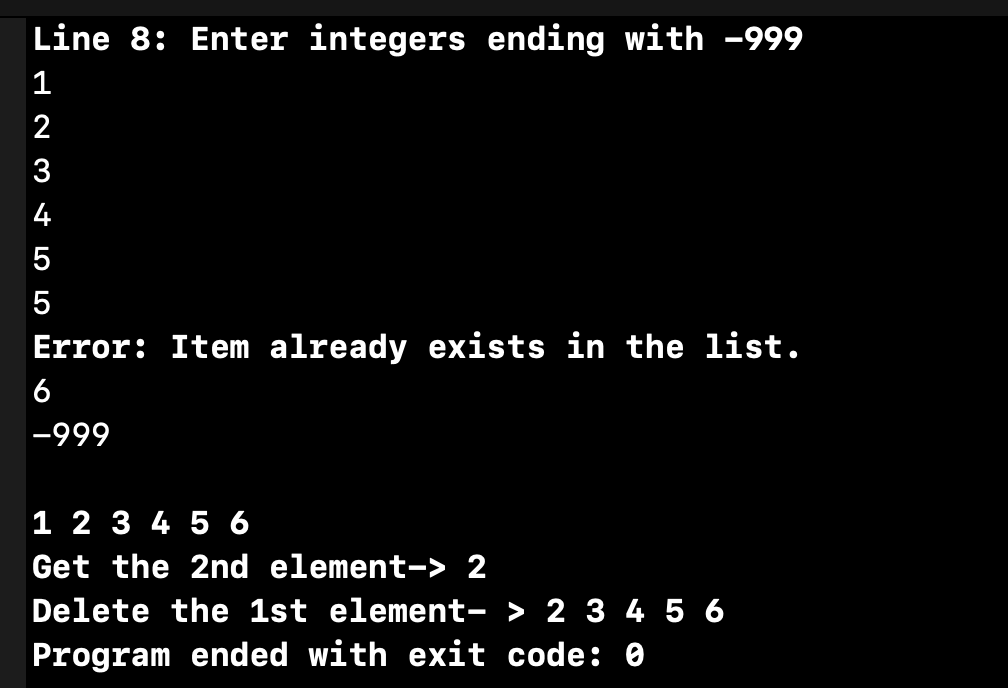 Line 8: Enter integers ending with -999
1
2
3
4
5
5
Error: Item already exists in the list.
6
-999
1 2 3 4 5 6
Get the 2nd element-> 2
Delete the 1st element- > 2 3 4 5 6
Program ended with exit code: 0